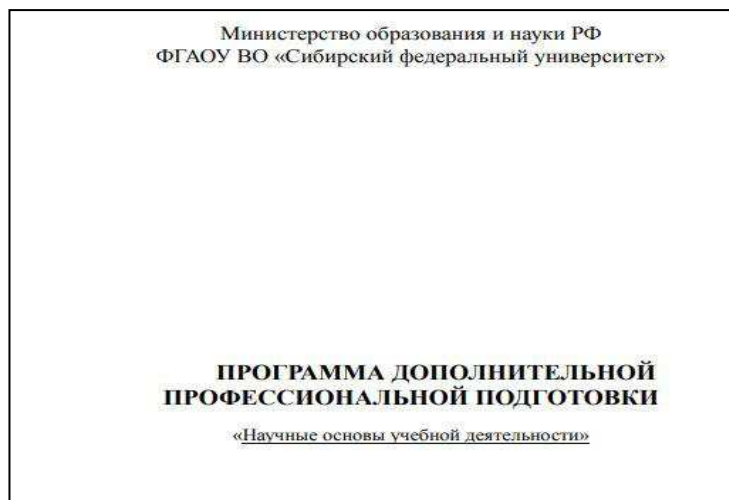 Министерство образования и науки РФ
ФГАОУ ВО «Сибирский федеральный университет»
ПРОГРАММА ДОПОЛНИТЕЛЬНОЙ
ПРОФЕССИОНАЛЬНОЙ ПОДГОТОВКИ
«Научные основы учебной деятельности»